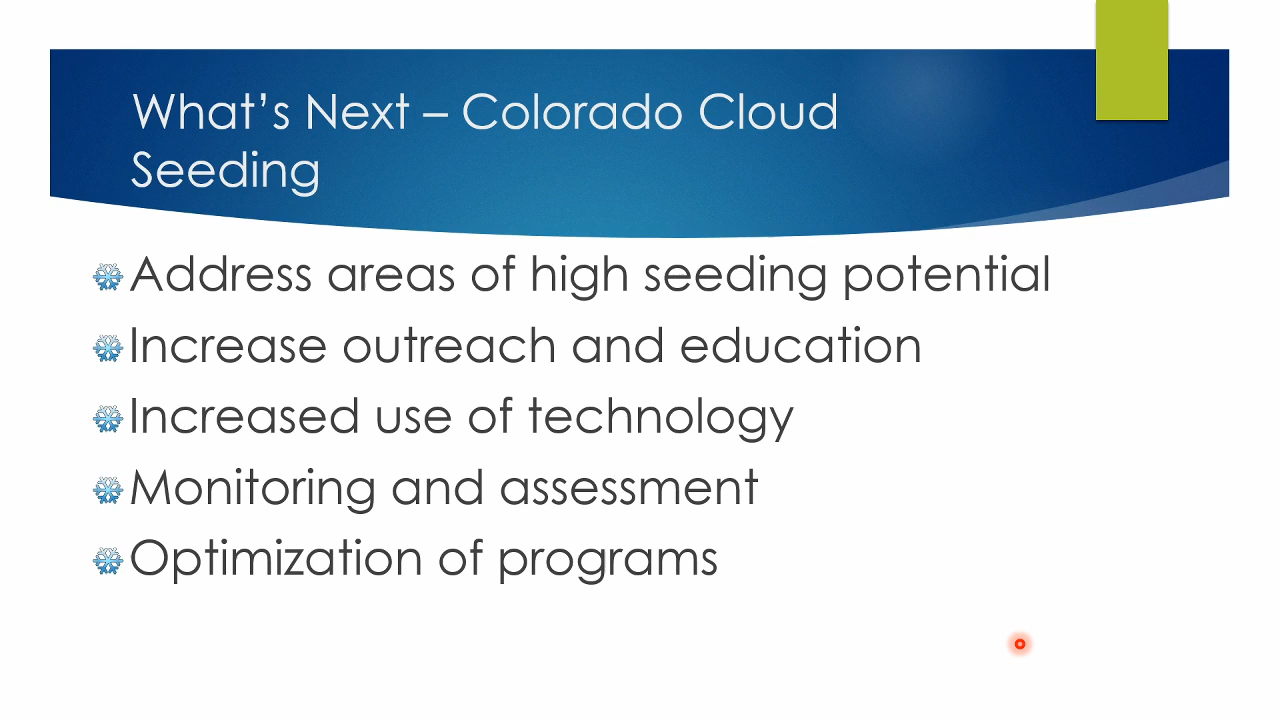 What’s Next – Colorado Cloud
Seeding
Address areas of high seeding potential
Increase outreach and education
Increased use of technology
Monitoring and assessment
Optimization of programs